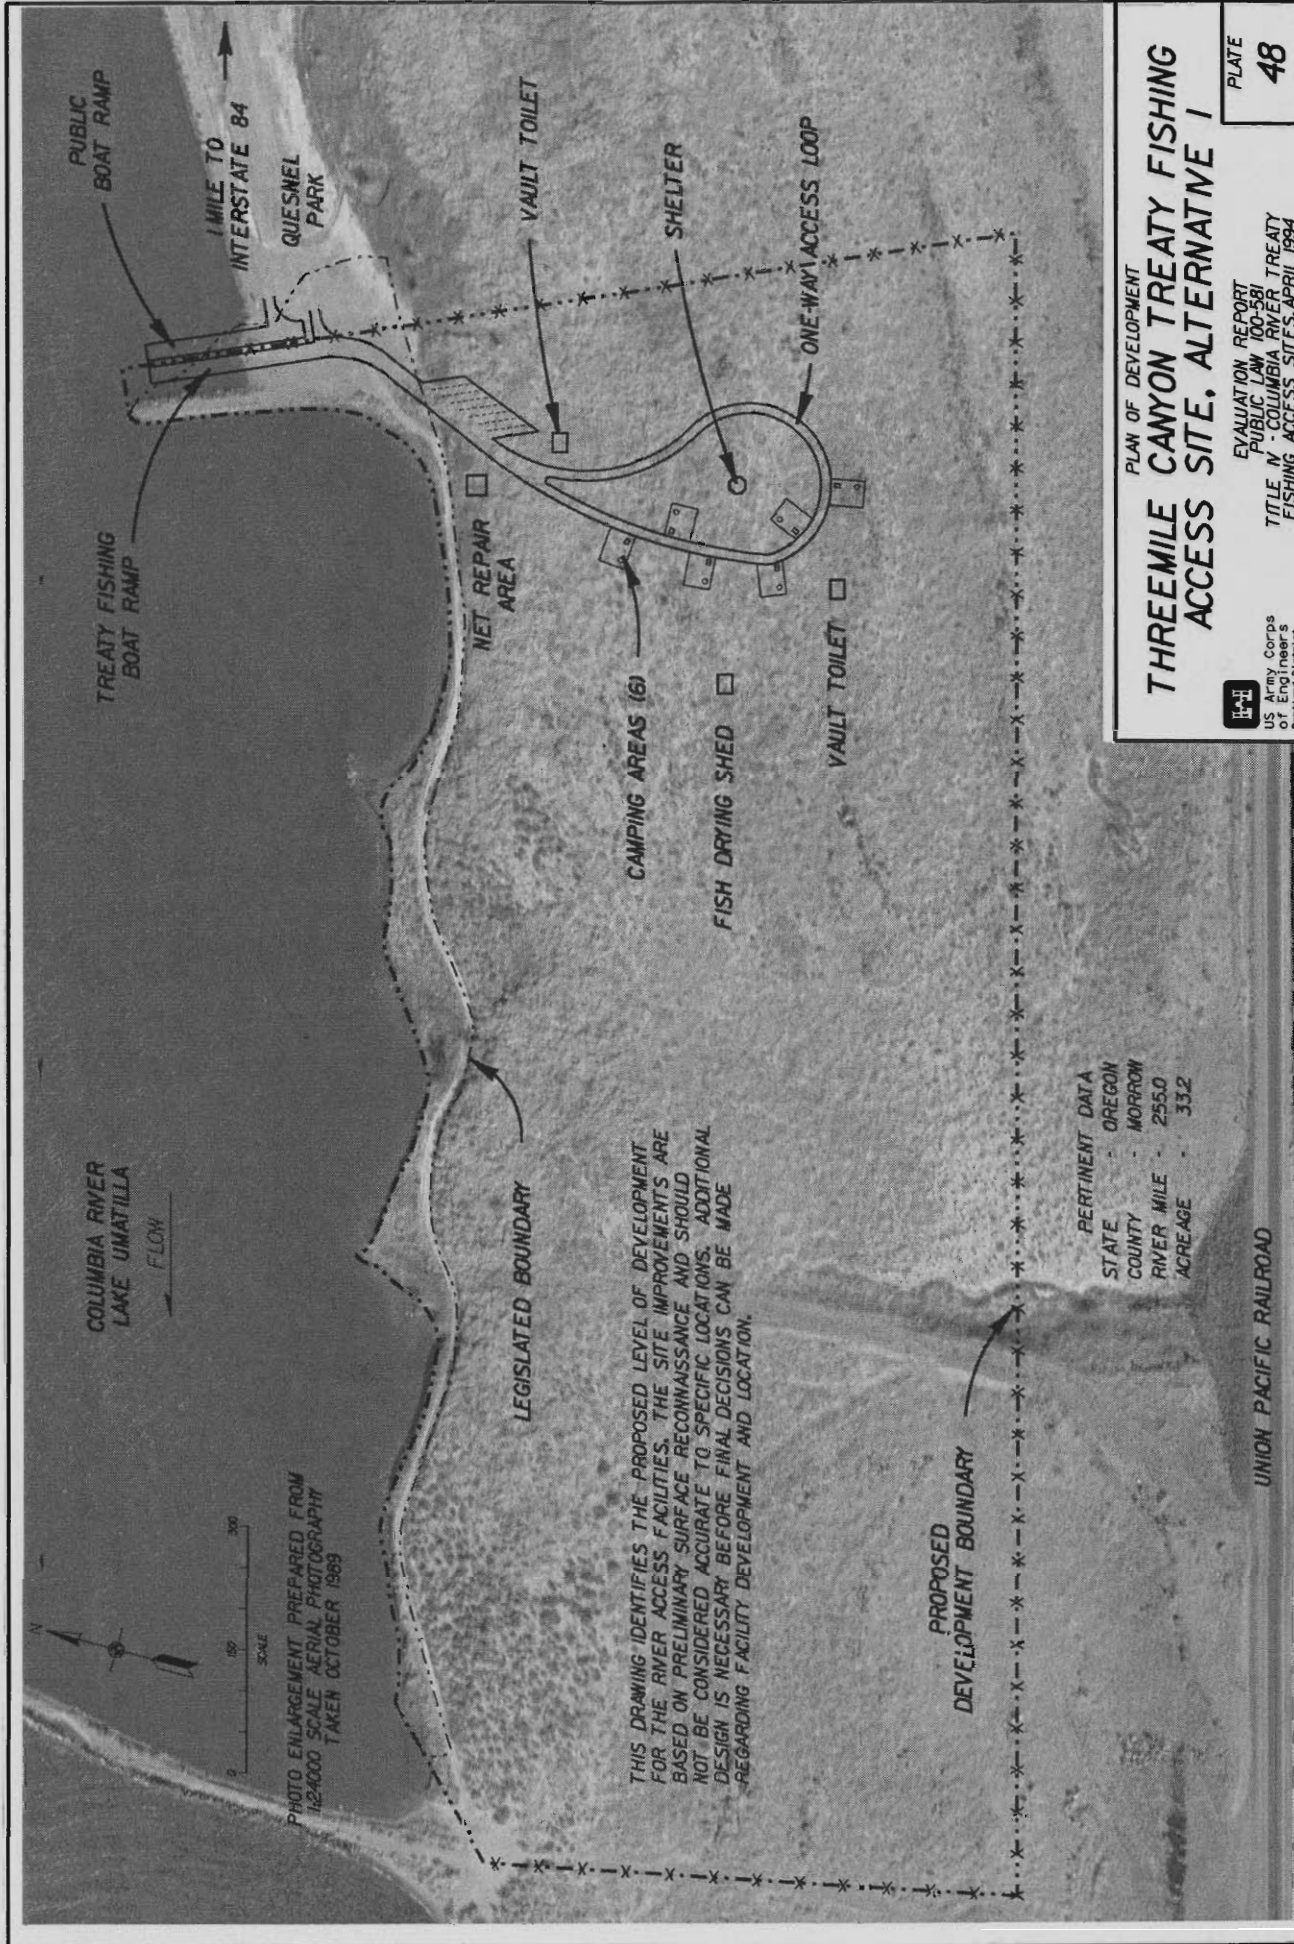 COLUMBIA RIVER
LAKE UMATILLA
FLOW
N
0 150 300
SCALE
PHOTO ENLARGEMENT PREPARED FROM
1:24000 SCALE AERIAL PHOTOGRAPHY
TAKEN OCTOBER 1989
TREATY FISHING
BOAT RAMP
PUBLIC
BOAT RAMP
1 MILE TO
INTERSTATE 84
QUESNEL
PARK
VAULT TOILET
SHELTER
ONE-WAY ACCESS LOOP
NET REPAIR
AREA
CAMPING AREAS (6)
FISH DRYING SHED
VAULT TOILET
LEGISLATED BOUNDARY
THIS DRAWING IDENTIFIES THE PROPOSED LEVEL OF DEVELOPMENT
FOR THE RIVER ACCESS FACILITIES. THE SITE IMPROVEMENTS ARE
BASED ON PRELIMINARY SURFACE RECONNAISSANCE AND SHOULD
NOT BE CONSIDERED ACCURATE TO SPECIFIC LOCATIONS. ADDITIONAL
DESIGN IS NECESSARY BEFORE FINAL DECISIONS CAN BE MADE
REGARDING FACILITY DEVELOPMENT AND LOCATION.
PROPOSED
DEVELOPMENT BOUNDARY
PERTINENT DATA
STATE - OREGON
COUNTY - MORROW
RIVER MILE - 255.0
ACREAGE - 33.2
UNION PACIFIC RAILROAD
PLAN OF DEVELOPMENT
THREEMILE CANYON TREATY FISHING
ACCESS SITE, ALTERNATIVE 1
US Army Corps
of Engineers
EVALUATION REPORT
PUBLIC LAW 100-581
TITLE IV - COLUMBIA RIVER TREATY
FISHING ACCESS SITES, APRIL 1994
PLATE
48